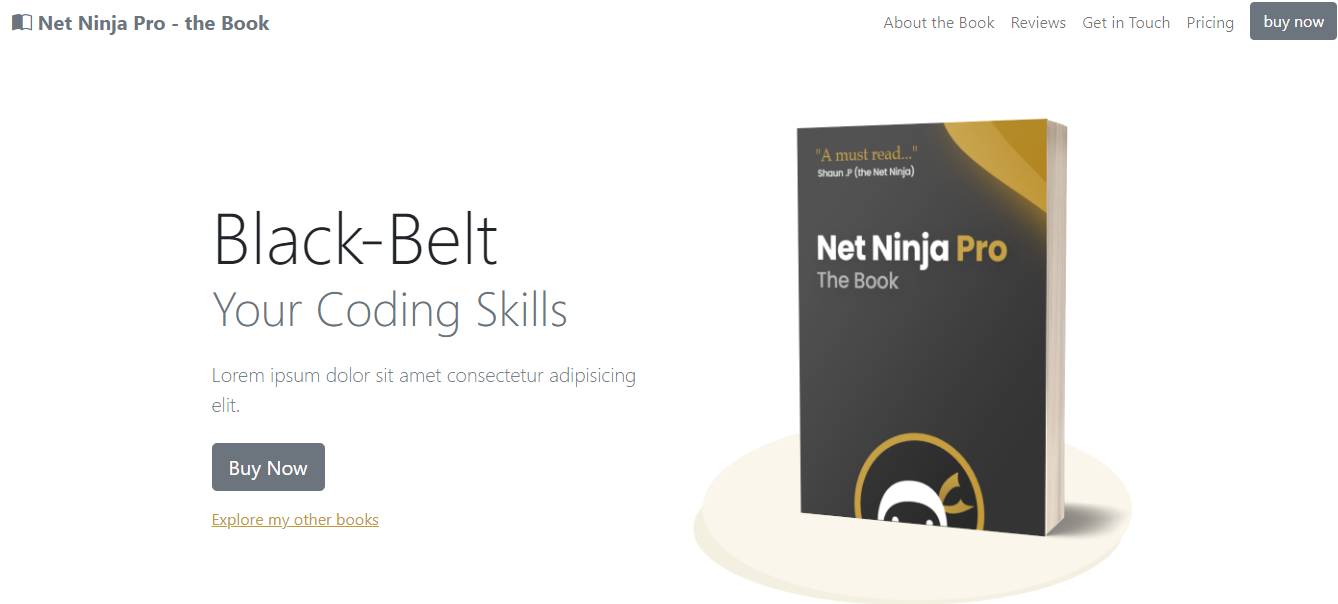 Net Ninja Pro - the Book
About the Book
Reviews
Get in Touch
Pricing
buy now
Black-Belt
Your Coding Skills
Lorem ipsum dolor sit amet consectetur adipisicing
elit.
Buy Now
Explore my other books
"A must read..."
Shaun .P (the Net Ninja)
Net Ninja Pro
The Book